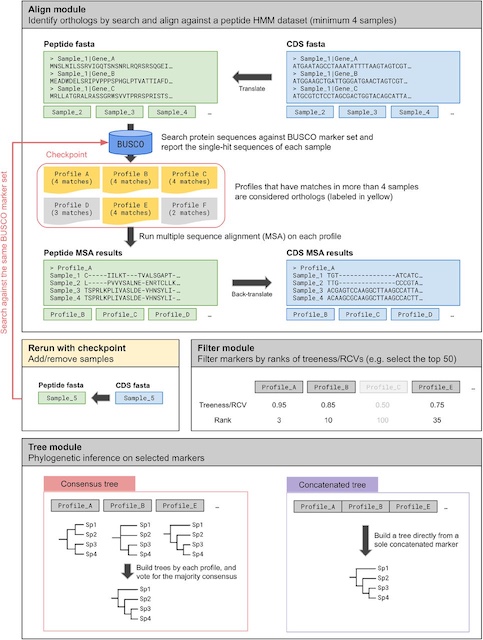 Align module
Identify orthologs by search and align against a peptide HMM dataset (minimum 4 samples)
Peptide fasta
CDS fasta
> Sample_1|Gene_A
MNSLNILSSRVIGQTSNSNRLRQRSRSQGEI…
> Sample_1|Gene_B
MEADWDELSRIPVPPPSPHGLPTVATTIAFD…
> Sample_1|Gene_C
MRLLATGRALRASSGRWSVVTPRRSPRISTS…
Translate
> Sample_1|Gene_A
ATGAATAGCCTAAATATATTTTAAGTAGTCGT…
> Sample_1|Gene_B
ATGGAAGCTGATTGGGATGAACTAAGTCGT…
> Sample_1|Gene_C
ATGCGTCTCCTAGCGACTGGTACAGCATTA…
Sample_2
Sample_3
Sample_4
…
Sample_2
Sample_3
Sample_4
…
BUSCO
Search protein sequences against BUSCO marker set and
report the single-hit sequences of each sample
Checkpoint
Profile A
(4 matches)
Profile B
(4 matches)
Profile C
(4 matches)
Profile D
(3 matches)
Profile E
(4 matches)
Profile F
(2 matches)
Profiles that have matches in more than 4 samples
are considered orthologs (labeled in yellow)
Run multiple sequence alignment (MSA) on each profile
Peptide MSA results
CDS MSA results
> Profile_A
Sample_1 C-----IILKT---TVALSGAPT-…
Sample_2 L-----PVVVSALNE-ENRTCLLK…
Sample_3 TSPRLKPLIVASLDE-VHNSYLI-…
Sample_4 TSPRLKPLIVASLDE-VHNSYLI-…
Back-translate
> Profile_A
Sample_1 TGT--------------ATCATC…
Sample_2 TTG---------------CCCGTA…
Sample_3 ACGAGTCCAAGGCTTAAGCCATTA…
Sample_4 ACAAGCGCAAGGCTTAAGCCACTA…
Profile_B
Profile_C
Profile_D
…
Profile_B
Profile_C
Profile_D
…
Search against the same BUSCO marker set
Rerun with checkpoint
Add/remove samples
Peptide fasta
CDS fasta
Sample_5
Sample_5
Filter module
Filter markers by ranks of treeness/RCVs (e.g. select the top 50)
Profile_A
Profile_B
Profile_C
Profile_E
…
Treeness/RCV
0.95
0.85
0.50
0.75
Rank
3
10
100
35
Tree module
Phylogenetic inference on selected markers
Consensus tree
Profile_A
Profile_B
Profile_E
…
Sp1
Sp2
Sp3
Sp4
Sp1
Sp2
Sp3
Sp4
Sp1
Sp2
Sp3
Sp4
Build trees by each profile, and
vote for the majority consensus
Sp1
Sp2
Sp3
Sp4
Concatenated tree
Profile_A
Profile_B
Profile_E
…
Build a tree directly from a
sole concatenated marker
Sp1
Sp2
Sp3
Sp4